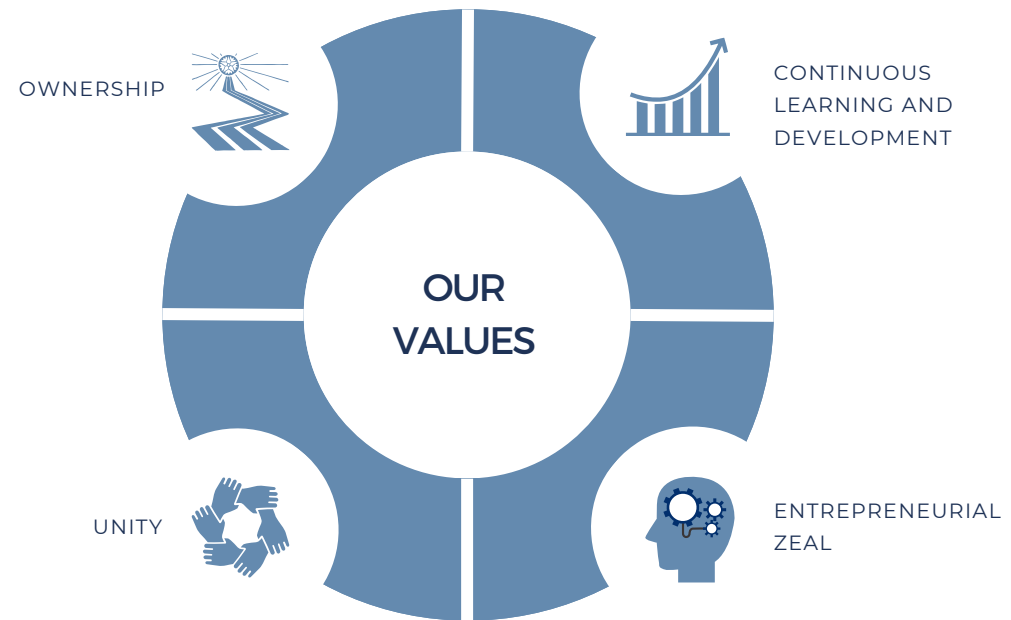 OWNERSHIP
CONTINUOUS
LEARNING AND
DEVELOPMENT
OUR
VALUES
UNITY
ENTREPRENEURIAL
ZEAL